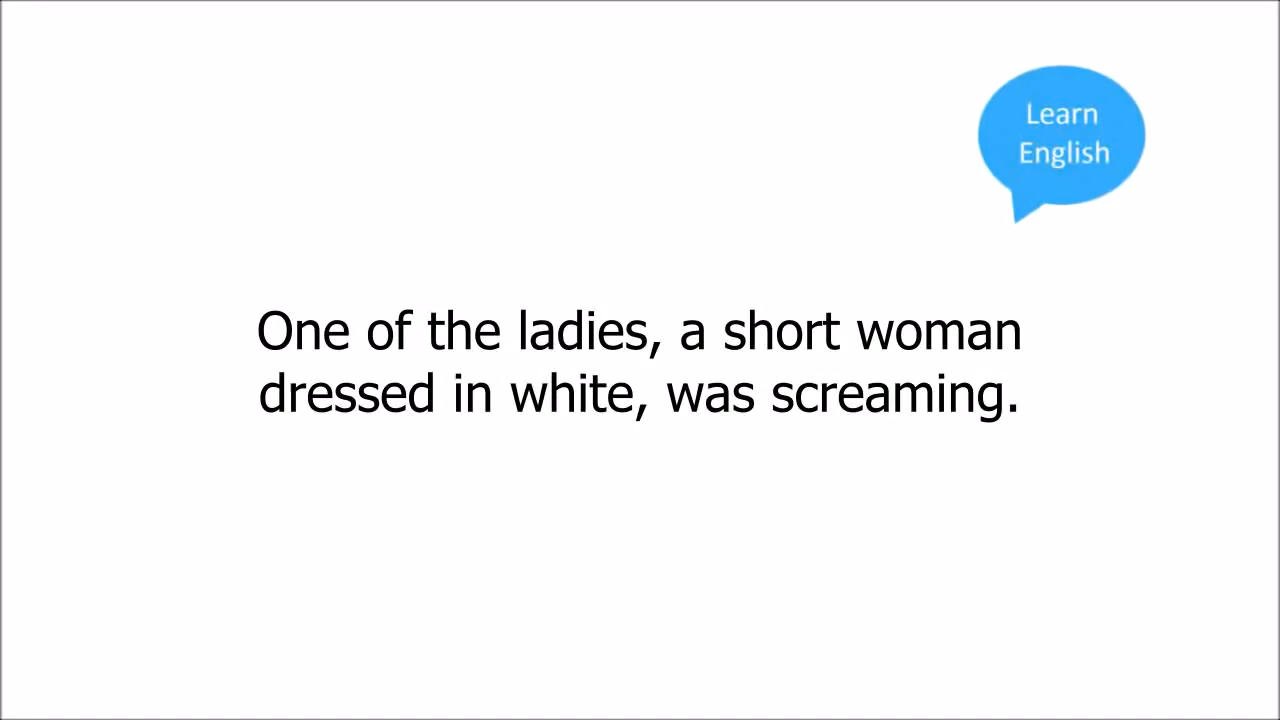 Learn
English
One of the ladies, a short woman
dressed in white, was screaming.